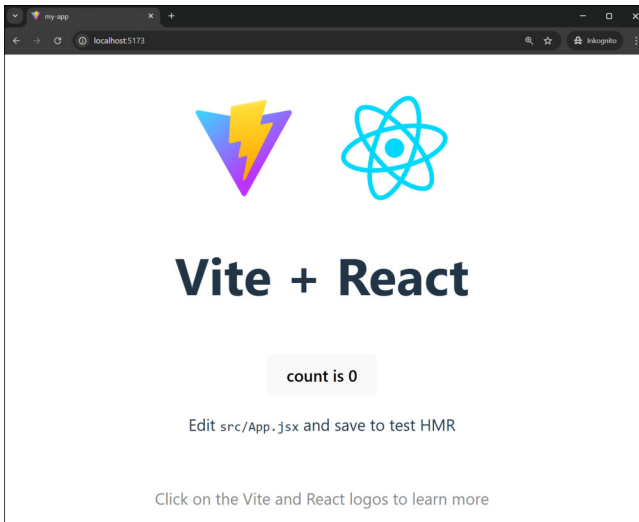 my-app
localhost:5173
Inkognito
Vite + React
count is 0
Edit src/App.jsx and save to test HMR
Click on the Vite and React logos to learn more